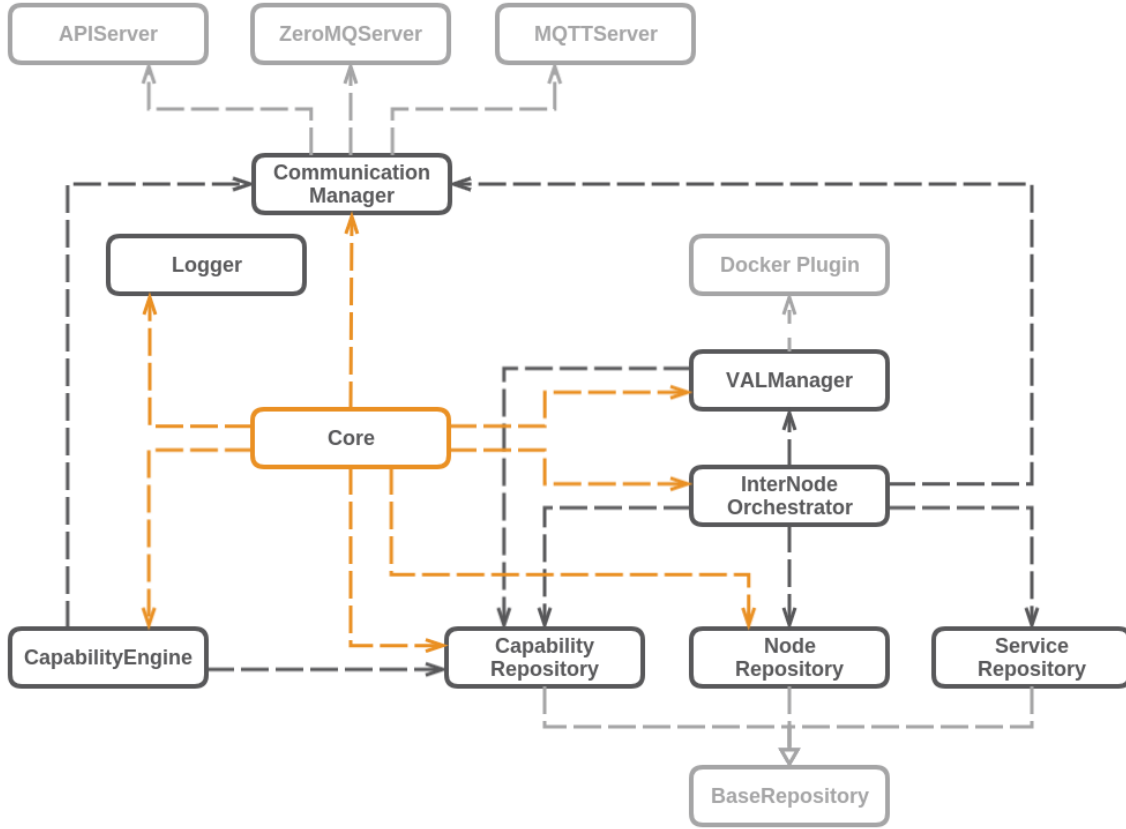 APIServer
ZeroMQServer
MQTTServer
Communication
Manager
Logger
Docker Plugin
VALManager
Core
InterNode
Orchestrator
CapabilityEngine
Capability
Repository
Node
Repository
Service
Repository
BaseRepository